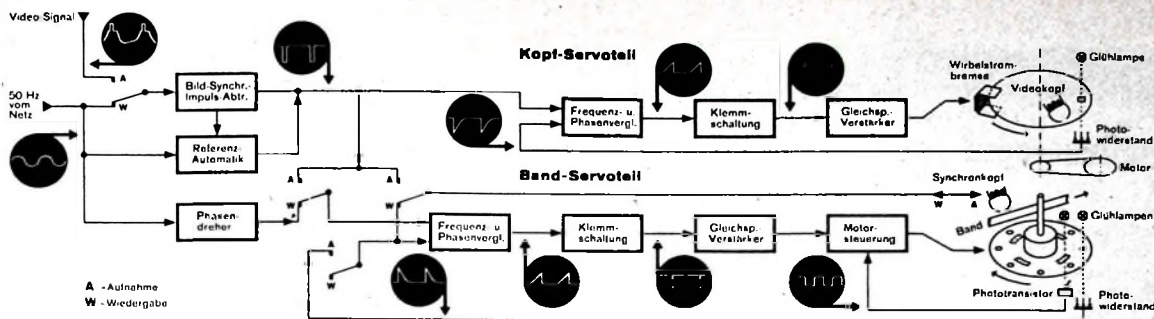 Video-Signal
Kopf-Servoteil
Glühlampe
Wirbelstrom-
bremse
Videokopf
A
50 Hz
vom
Netz
W
Bild-Synchr.-
Impuls-Abtr.
Frequenz- u.
Phasenvergl.
Klemm-
schaltung
Gleichsp.-
Verstärker
Photo-
widerstand
Referenz-
Automatik
Motor
Band-Servoteil
Synchronkopf
A
A
W
W
W
A
Glühlampen
Band
Phasen-
dreher
Frequenz- u
Phasenvergl.
Klemm-
schaltung
Gleichsp.-
Verstärker
Motor-
steuerung
A
W
A - Aufnahme
W - Wiedergabe
Phototransistor
Photo-
widerstand